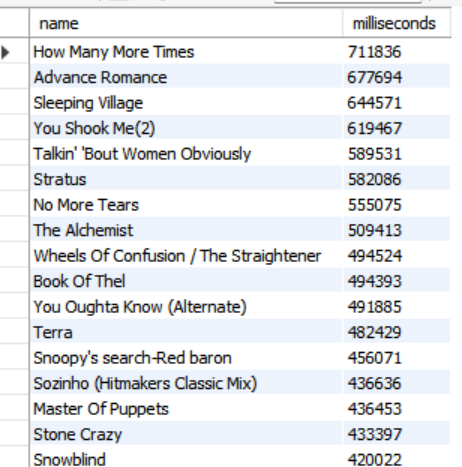 name milliseconds
How Many More Times 711836
Advance Romance 677694
Sleeping Village 644571
You Shook Me(2) 619467
Talkin' 'Bout Women Obviously 589531
Stratus 582086
No More Tears 555075
The Alchemist 509413
Wheels Of Confusion / The Straightener 494524
Book Of Thel 494393
You Oughta Know (Alternate) 491885
Terra 482429
Snoopy's search-Red baron 456071
Sozinho (Hitmakers Classic Mix) 436636
Master Of Puppets 436453
Stone Crazy 433397
Snowblind 420022